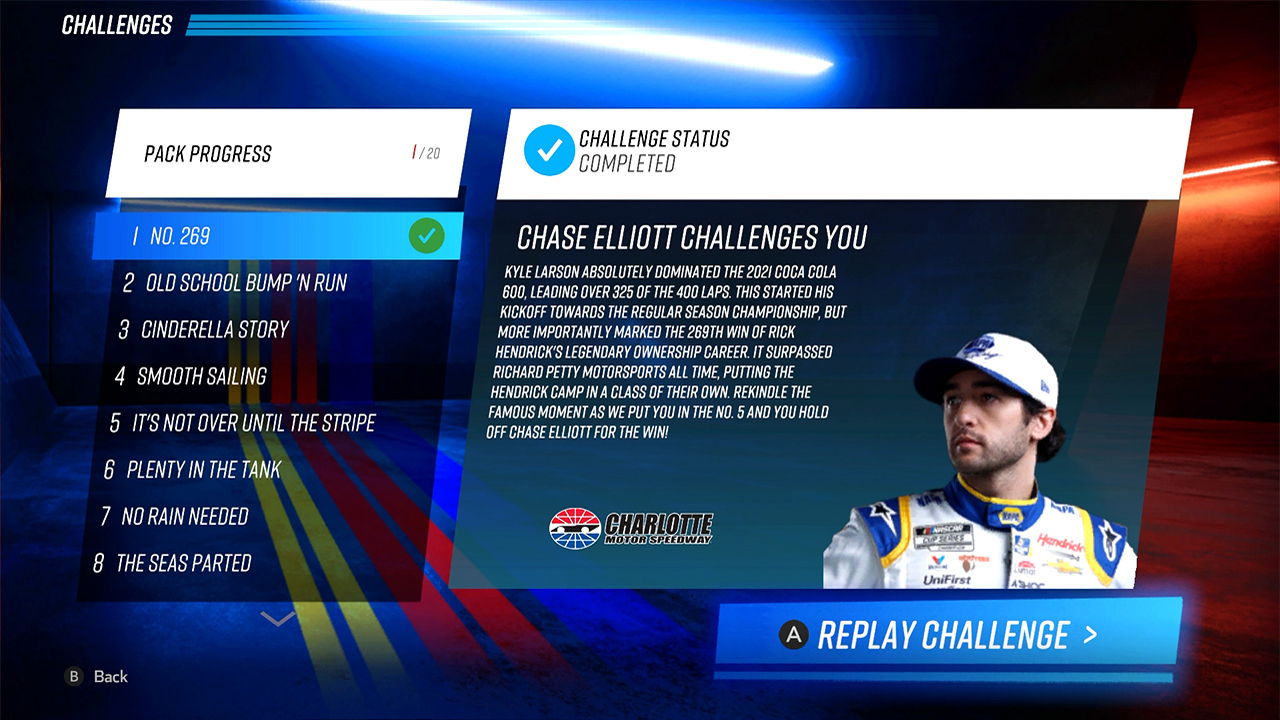 CHALLENGES
PACK PROGRESS
1/20
1 NO. 269
2 OLD SCHOOL BUMP 'N RUN
3 CINDERELLA STORY
4 SMOOTH SAILING
5 IT'S NOT OVER UNTIL THE STRIPE
6 PLENTY IN THE TANK
7 NO RAIN NEEDED
8 THE SEAS PARTED
CHALLENGE STATUS
COMPLETED
CHASE ELLIOTT CHALLENGES YOU
KYLE LARSON ABSOLUTELY DOMINATED THE 2021 COCA COLA
600, LEADING OVER 325 OF THE 400 LAPS. THIS STARTED HIS
KICKOFF TOWARDS THE REGULAR SEASON CHAMPIONSHIP, BUT
MORE IMPORTANTLY MARKED THE 269TH WIN OF RICK
HENDRICK'S LEGENDARY OWNERSHIP CAREER. IT SURPASSED
RICHARD PETTY MOTORSPORTS ALL TIME, PUTTING THE
HENDRICK CAMP IN A CLASS OF THEIR OWN. REKINDLE THE
FAMOUS MOMENT AS WE PUT YOU IN THE NO. 5 AND YOU HOLD
OFF CHASE ELLIOTT FOR THE WIN!
CHARLOTTE
MOTOR SPEEDWAY
NAPA
NAPA
NAPA
NASCAR
CUP SERIES
Hendrick
UniFirst
A REPLAY CHALLENGE >
B Back